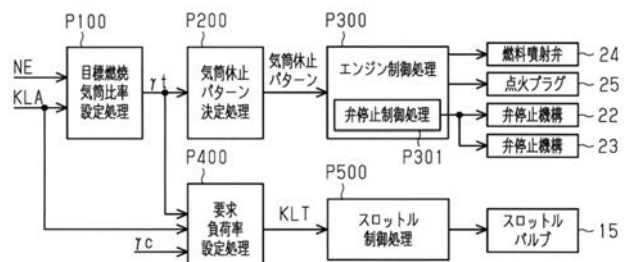 P100
P200
P300
NE
KLA
目標燃焼
気筒比率
設定処理
γt
気筒休止
パターン
決定処理
気筒休止
パターン
エンジン制御処理
弁停止制御処理
P301
燃料噴射弁
24
点火プラグ
25
弁停止機構
22
弁停止機構
23
P400
P500
要求
負荷率
設定処理
γc
KLT
スロットル
制御処理
スロットル
バルブ
15